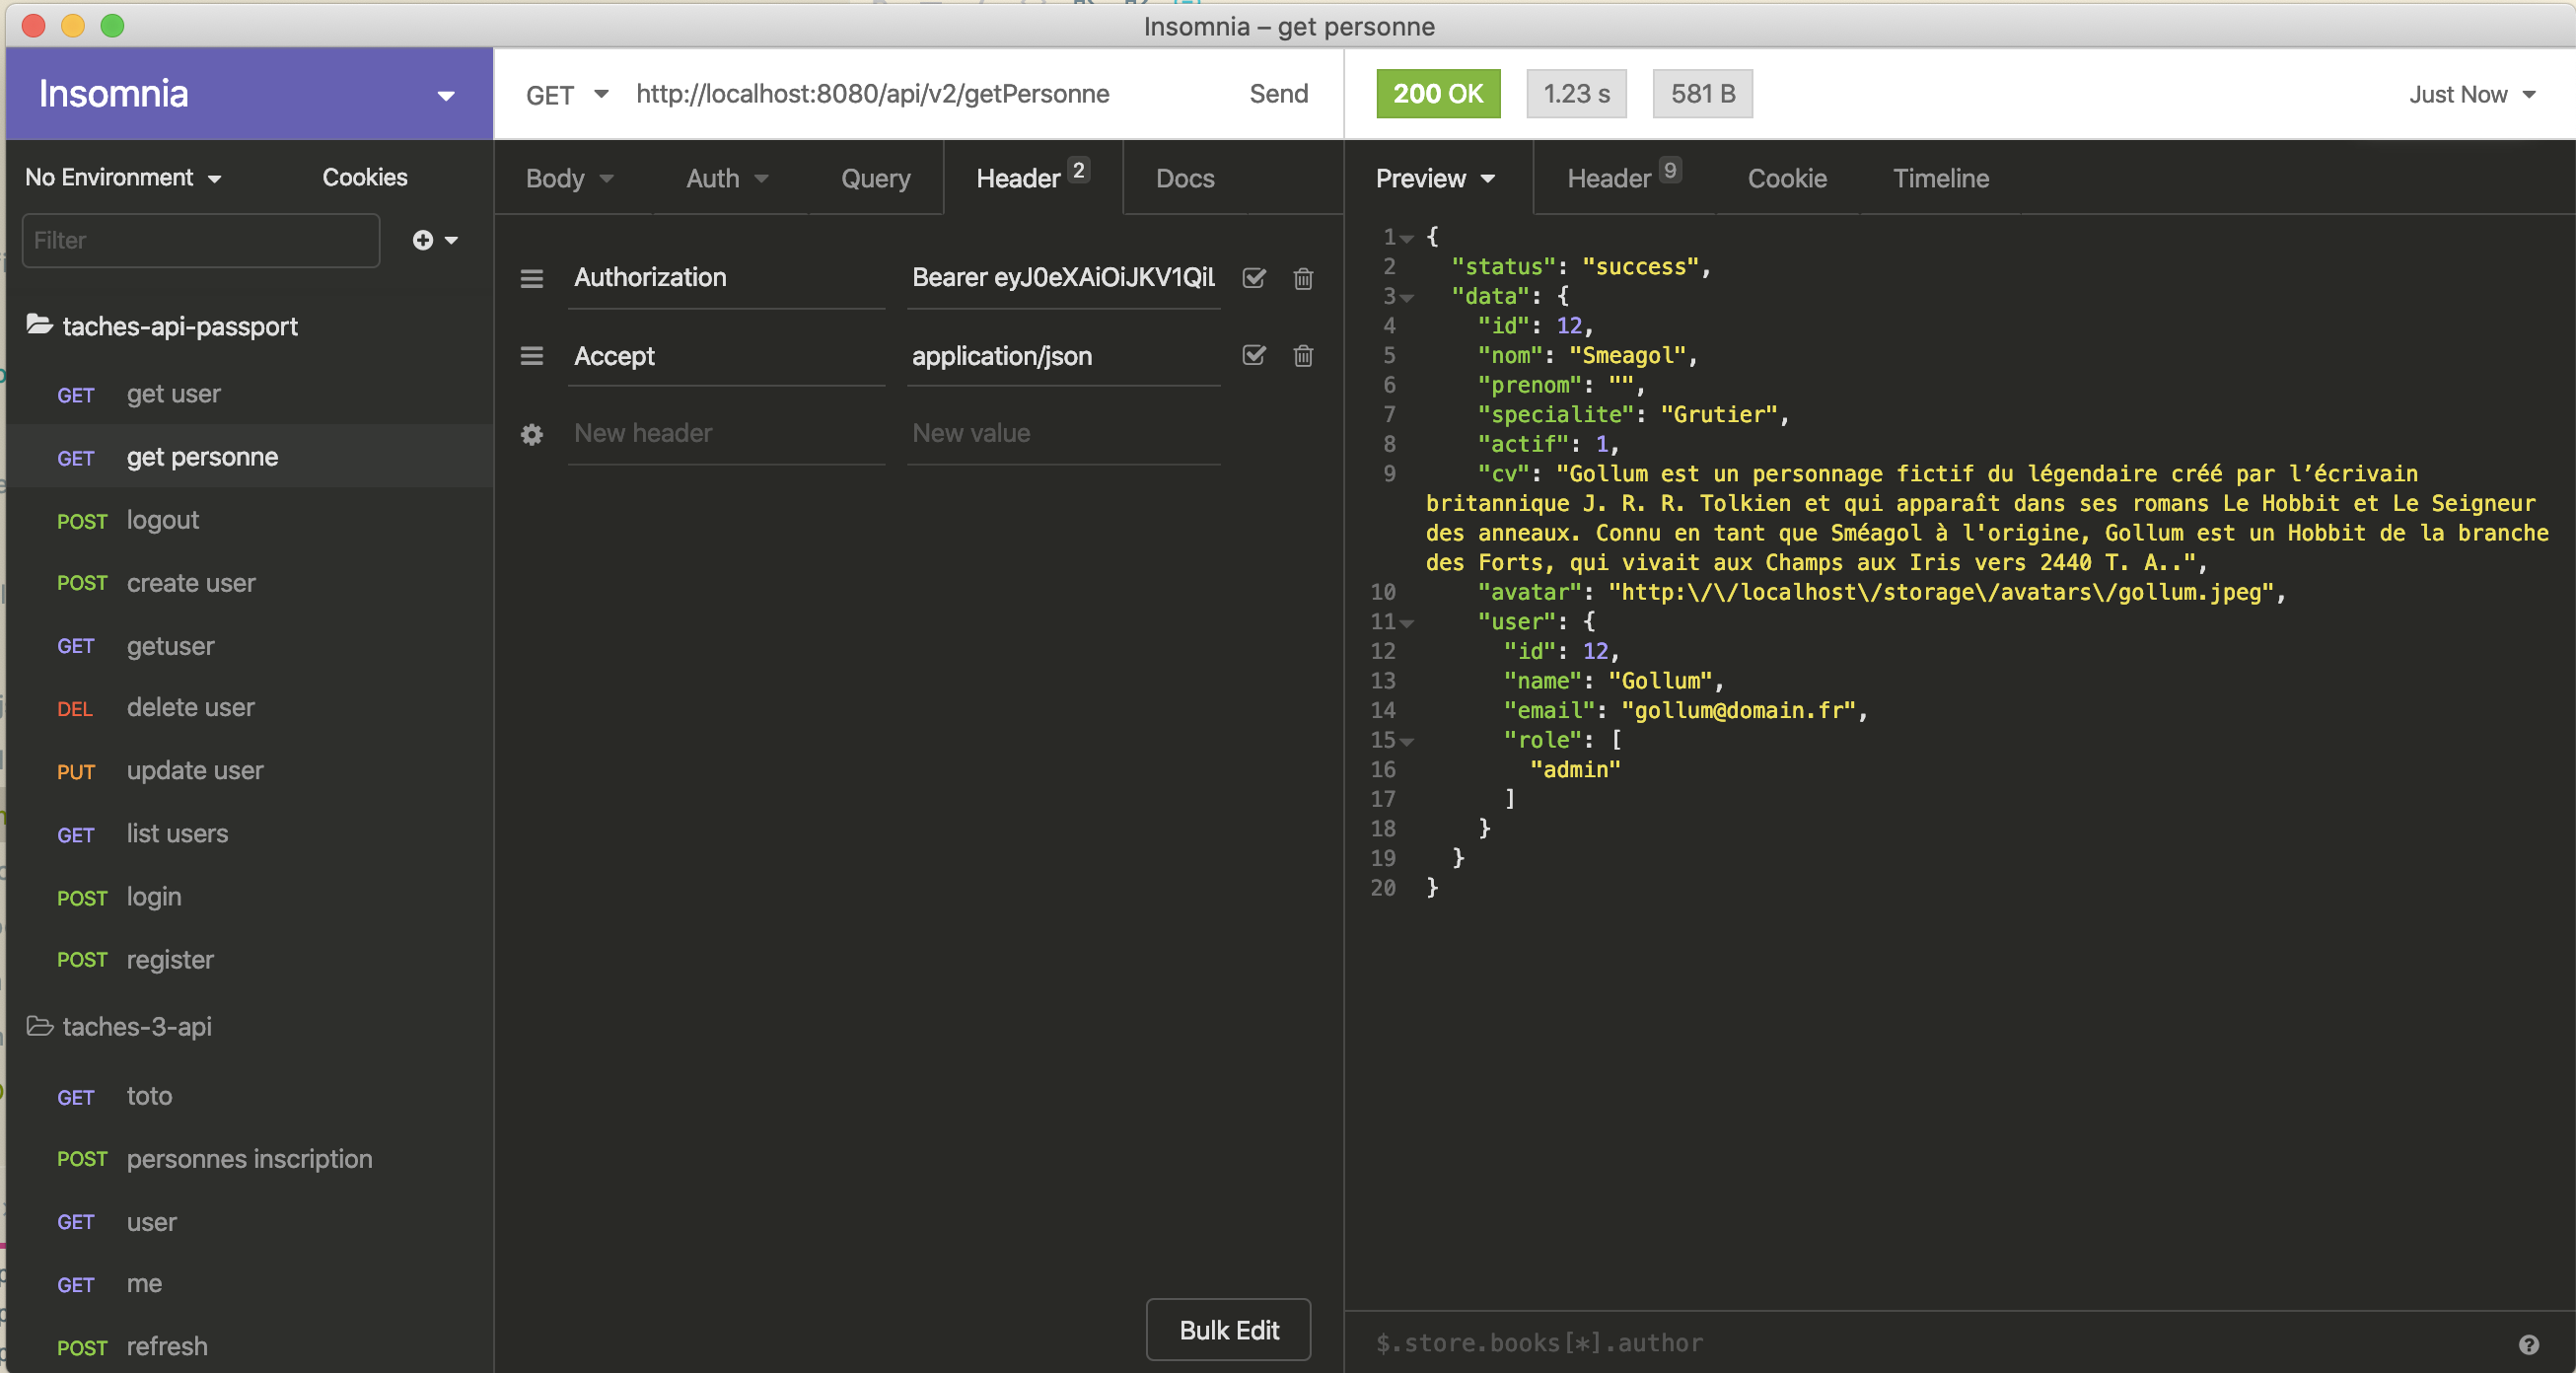 Insomnia – get personne
Insomnia
No Environment
Cookies
Filter
taches-api-passport
GET get user
GET get personne
POST logout
POST create user
GET getuser
DEL delete user
PUT update user
GET list users
POST login
POST register
taches-3-api
GET toto
POST personnes inscription
GET user
GET me
POST refresh
GET http://localhost:8080/api/v2/getPersonne Send
Body Auth Query Header 2 Docs
Authorization Bearer eyJ0eXAiOiJKV1QiL
Accept application/json
New header New value
Bulk Edit
200 OK 1.23 s 581 B Just Now
Preview Header 9 Cookie Timeline
1 {
2 "status": "success",
3 "data": {
4 "id": 12,
5 "nom": "Smeagol",
6 "prenom": "",
7 "specialite": "Grutier",
8 "actif": 1,
9 "cv": "Gollum est un personnage fictif du légendaire créé par l’écrivain
britannique J. R. R. Tolkien et qui apparaît dans ses romans Le Hobbit et Le Seigneur
des anneaux. Connu en tant que Sméagol à l'origine, Gollum est un Hobbit de la branche
des Forts, qui vivait aux Champs aux Iris vers 2440 T. A..",
10 "avatar": "http:\/\/localhost\/storage\/avatars\/gollum.jpeg",
11 "user": {
12 "id": 12,
13 "name": "Gollum",
14 "email": "gollum@domain.fr",
15 "role": [
16 "admin"
17 ]
18 }
19 }
20 }
$.store.books[*].author